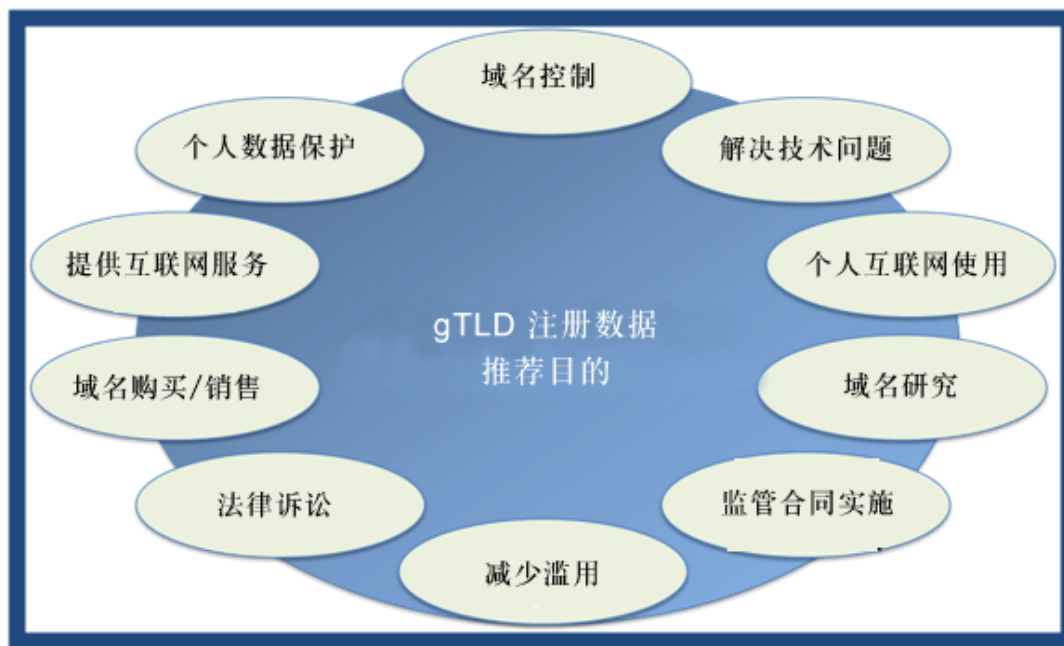 域名控制
个人数据保护
解决技术问题
提供互联网服务
个人互联网使用
gTLD 注册数据
推荐目的
域名购买/销售
域名研究
法律诉讼
监管合同实施
减少滥用